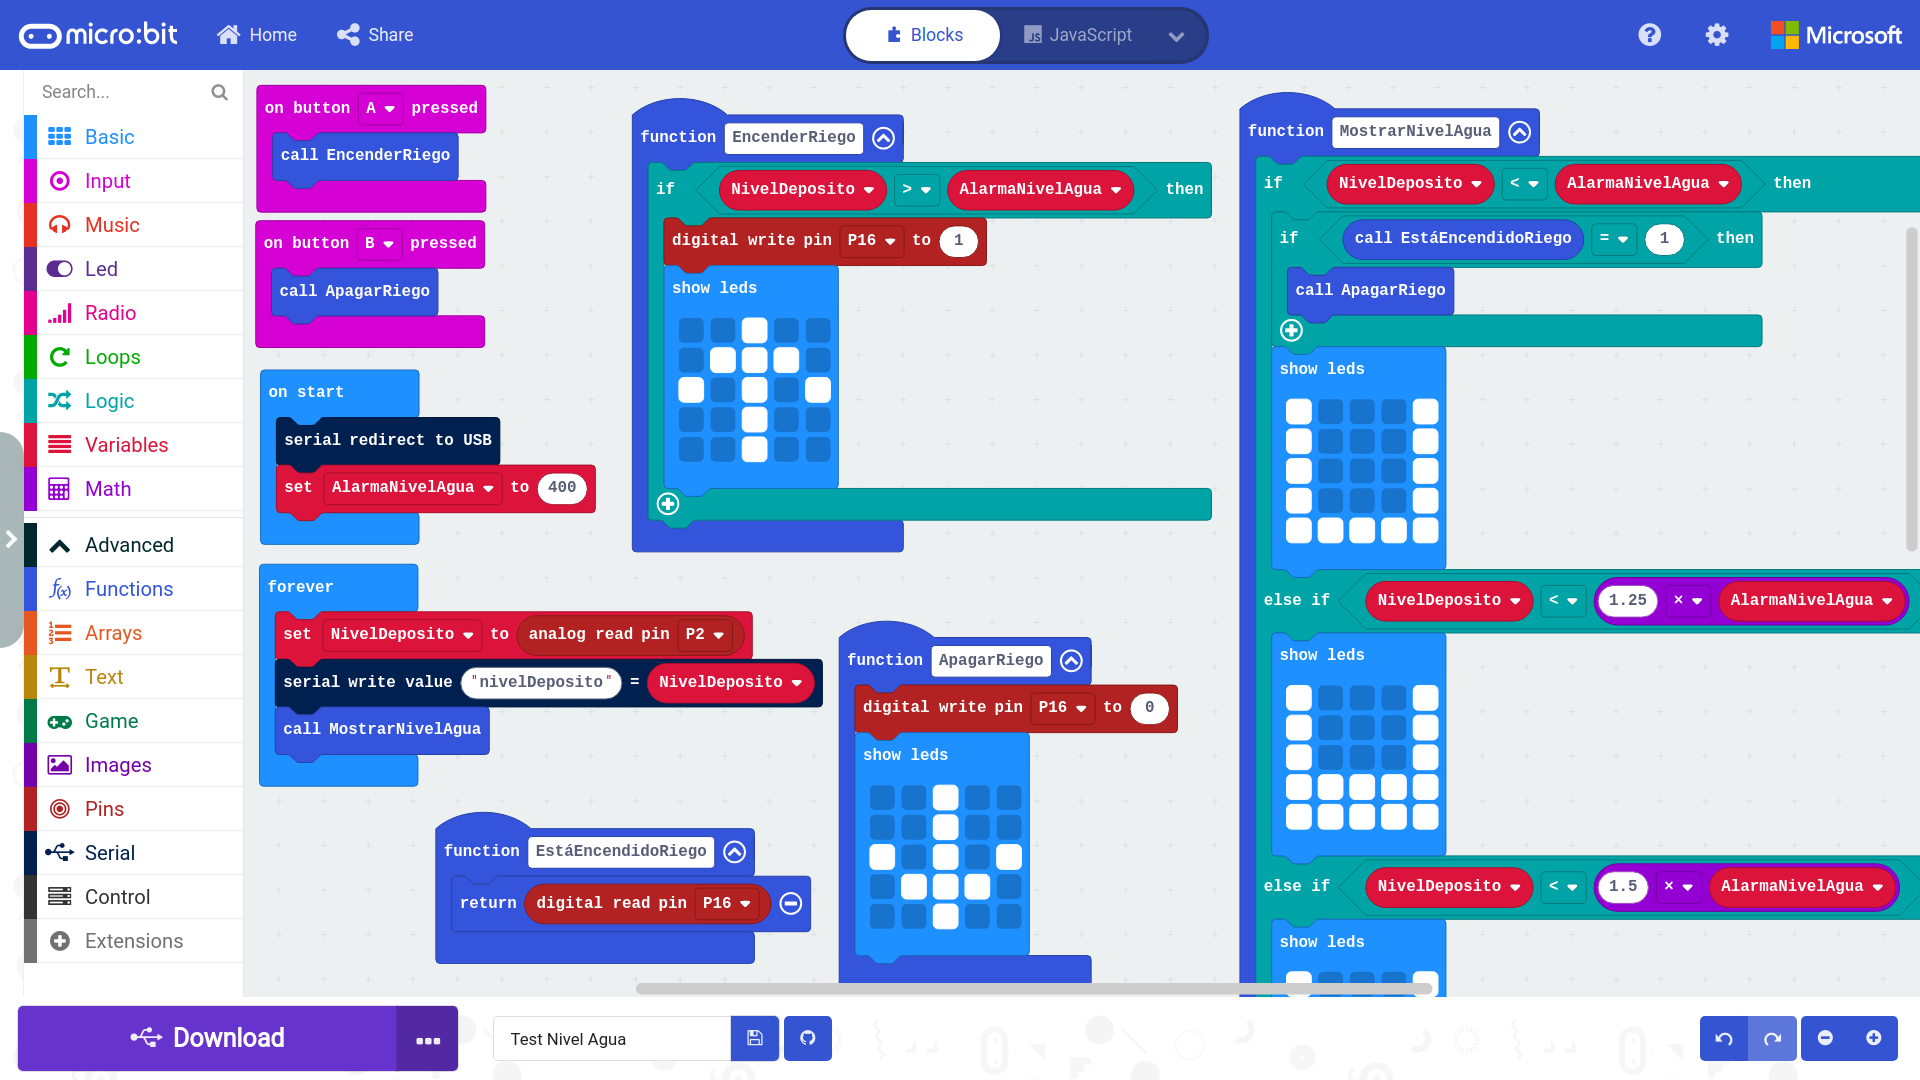 micro:bit
Home
Share
Blocks
JS JavaScript
Microsoft
Search...
Basic
Input
Music
Led
Radio
Loops
Logic
Variables
Math
Advanced
Functions
Arrays
Text
Game
Images
Pins
Serial
Control
Extensions
on button A pressed
call EncenderRiego
on button B pressed
call ApagarRiego
on start
serial redirect to USB
set AlarmaNivelAgua to 400
forever
set NivelDeposito to analog read pin P2
serial write value "nivelDeposito" = NivelDeposito
call MostrarNivelAgua
function EstáEncendidoRiego
return digital read pin P16
function EncenderRiego
if NivelDeposito > AlarmaNivelAgua then
digital write pin P16 to 1
show leds
function ApagarRiego
digital write pin P16 to 0
show leds
function MostrarNivelAgua
if NivelDeposito < AlarmaNivelAgua then
if call EstáEncendidoRiego = 1 then
call ApagarRiego
show leds
else if NivelDeposito < 1.25 × AlarmaNivelAgua
show leds
else if NivelDeposito < 1.5 × AlarmaNivelAgua
show leds
Download
...
Test Nivel Agua